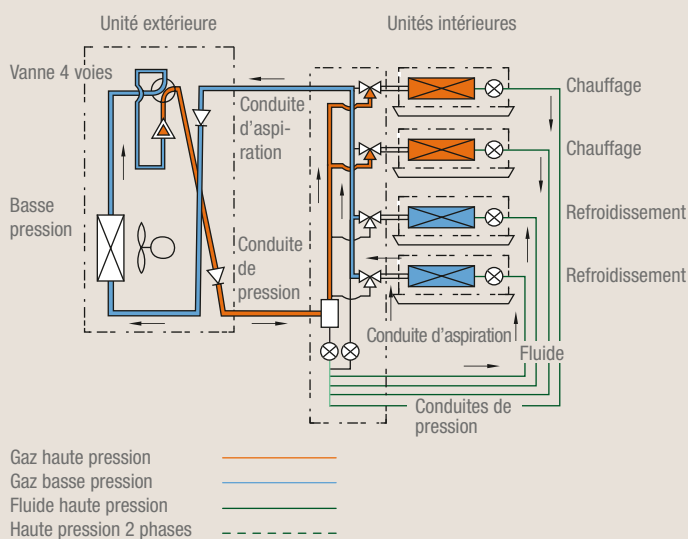 Unité extérieure
Unités intérieures
Vanne 4 voies
Conduite
d'aspi-
ration
Chauffage
Chauffage
Basse
pression
Refroidissement
Conduite
de
pression
Refroidissement
Conduite d'aspiration
Fluide
Conduites de
pression
Gaz haute pression
Gaz basse pression
Fluide haute pression
Haute pression 2 phases